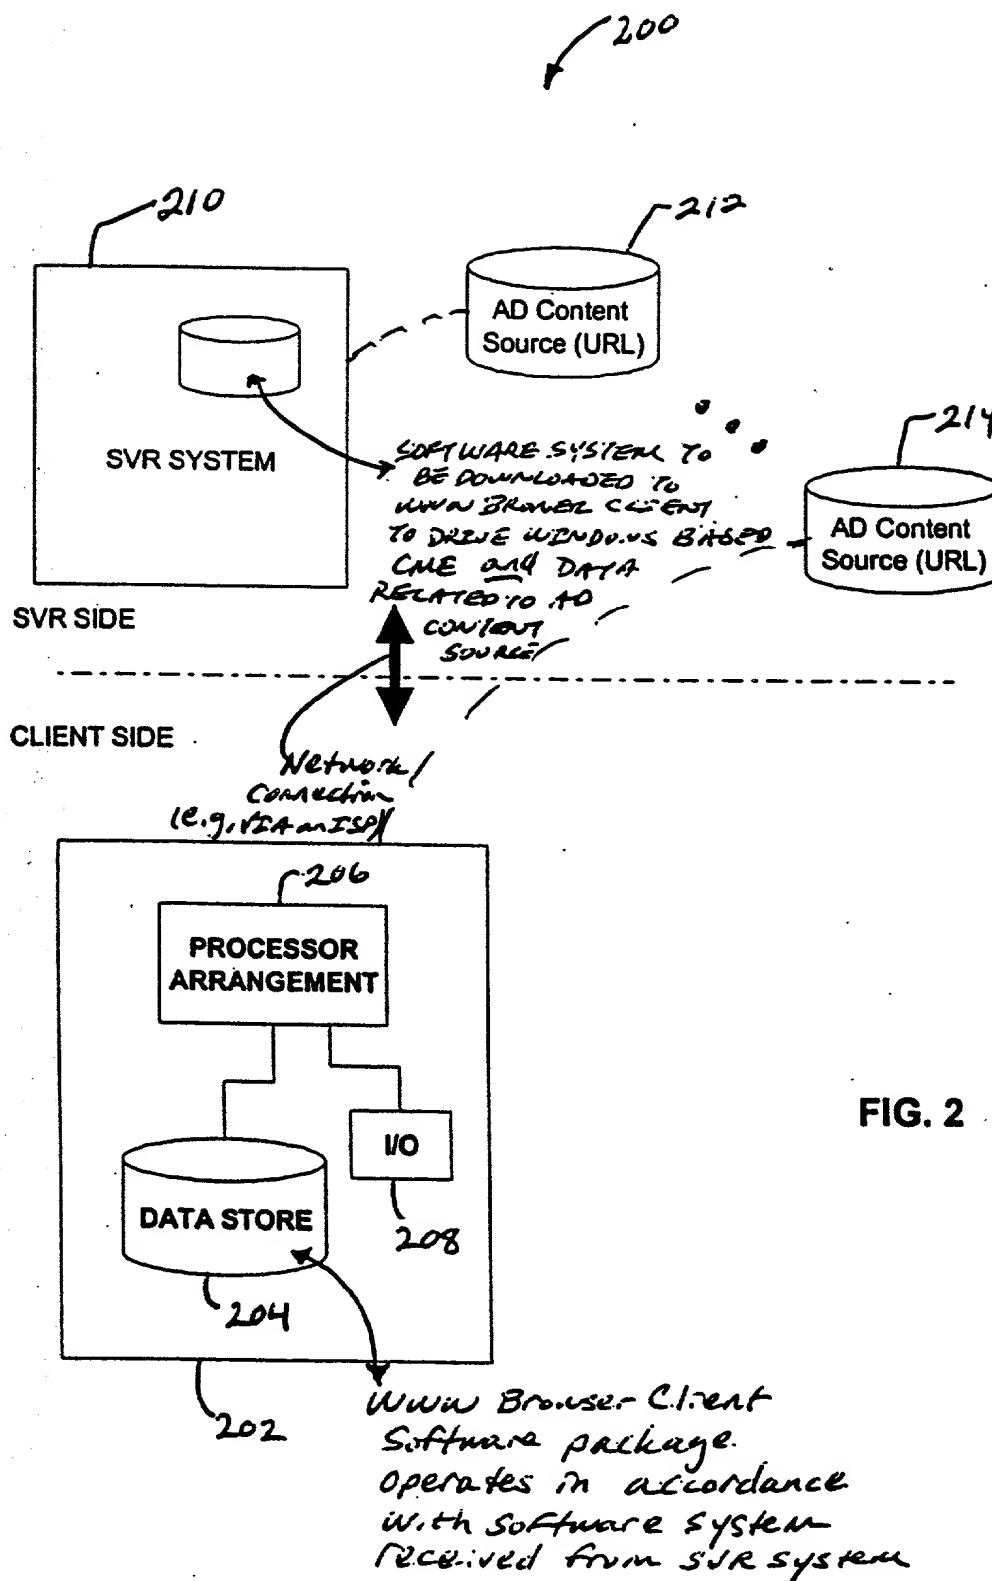 200
210
212
AD Content
Source (URL)
214
AD Content
Source (URL)
SVR SYSTEM
SOFTWARE SYSTEM TO
BE DOWNLOADED TO
WWW BROWSER CLIENT
TO DRIVE WINDOWS BASED
CME and DATA
RELATED TO AD
CONTENT
SOURCE
SVR SIDE
CLIENT SIDE
Network
Connection
(e.g., VIA an ISP)
206
PROCESSOR
ARRANGEMENT
I/O
208
DATA STORE
204
202
FIG. 2
WWW Browser Client
Software package
operates in accordance
with software system
received from SVR system